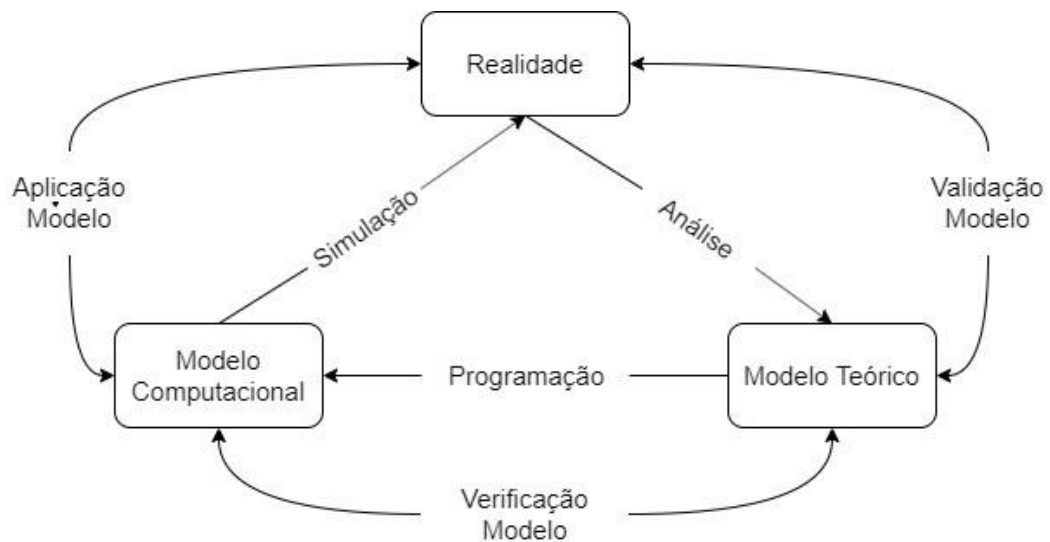 Realidade
Aplicação
Modelo
Validação
Modelo
Simulação
Análise
Modelo
Computacional
Programação
Modelo Teórico
Verificação
Modelo